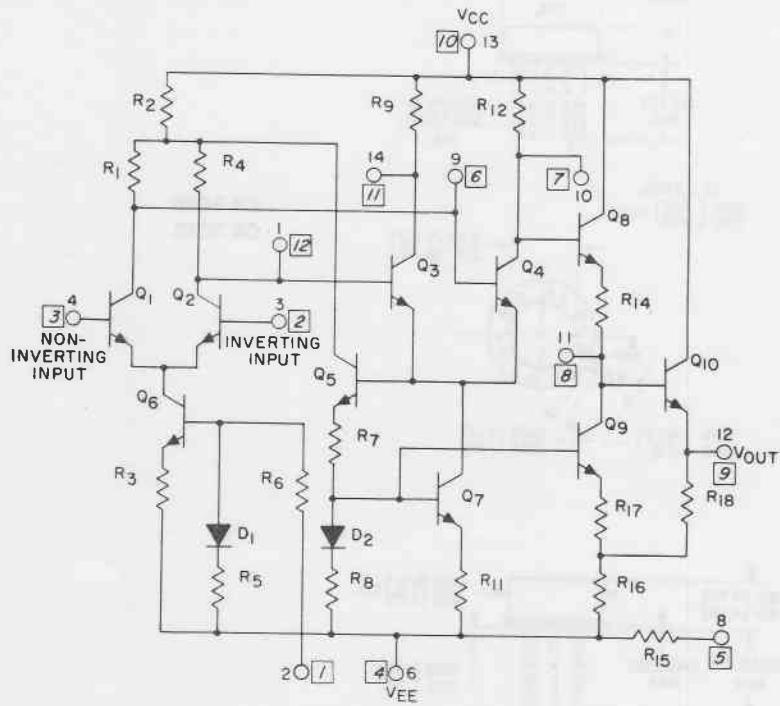 VCC
10 13
R2
R9
R12
R1
R4
14
11
9
6
7
10
Q8
1
12
Q3
Q4
R14
Q1
Q2
4
3
3
2
NON-
INVERTING
INPUT
INVERTING
INPUT
11
8
Q10
Q5
Q6
Q9
12
VOUT
9
R7
R3
R6
Q7
R17
R18
D1
D2
R5
R8
R11
R16
8
5
R15
2 1
4 6
VEE